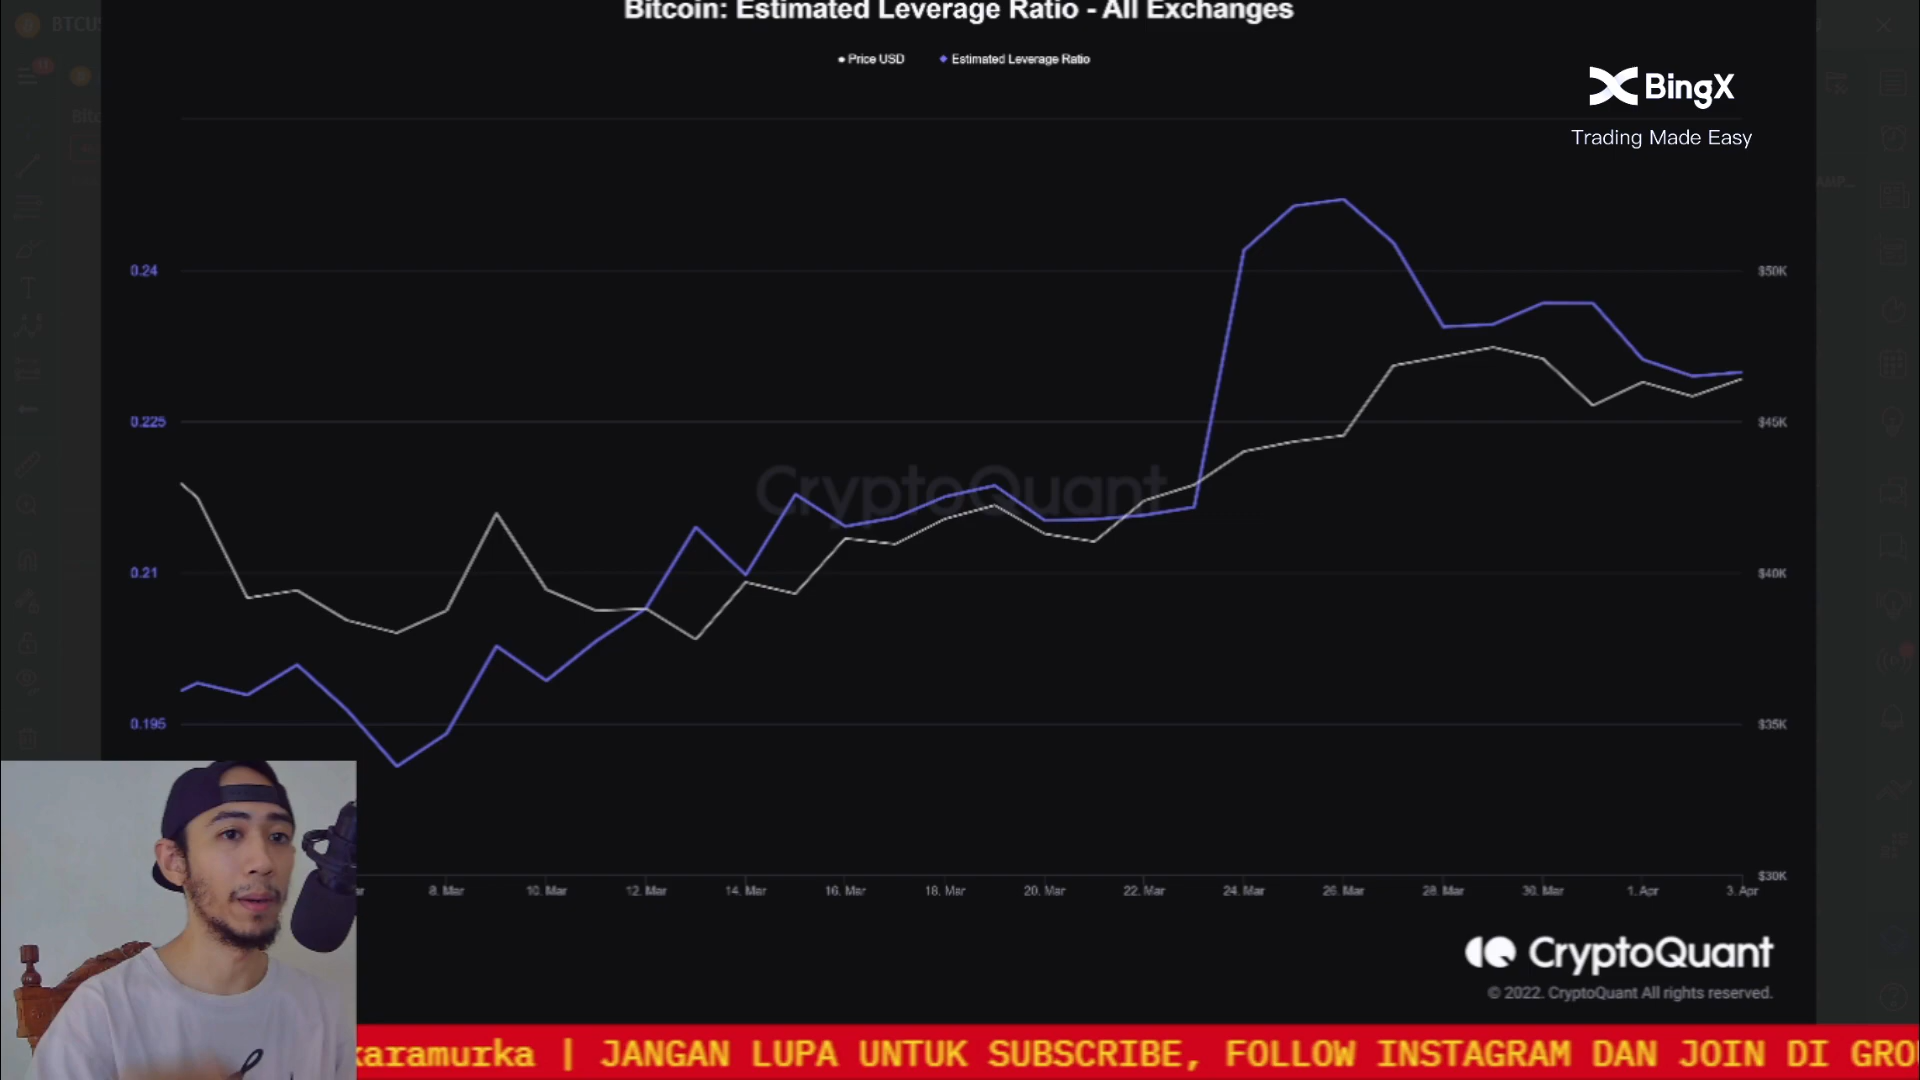 Bitcoin: Estimated Leverage Ratio - All Exchanges
Price USD Estimated Leverage Ratio
BingX
Trading Made Easy
0.24 $50K
0.225 $45K
CryptoQuant
0.21 $40K
0.195 $35K
$30K
8. Mar 10. Mar 12. Mar 14. Mar 16. Mar 18. Mar 20. Mar 22. Mar 24. Mar 26. Mar 28. Mar 30. Mar 1. Apr 3. Apr
CryptoQuant
© 2022. CryptoQuant All rights reserved.
karamurka | JANGAN LUPA UNTUK SUBSCRIBE, FOLLOW INSTAGRAM DAN JOIN DI GRO